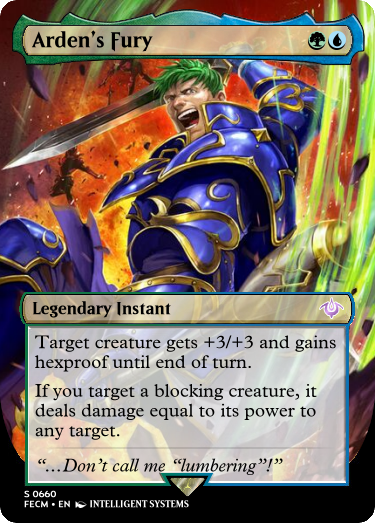 Arden's Fury
Legendary Instant
Target creature gets +3/+3 and gains
hexproof until end of turn.
If you target a blocking creature, it
deals damage equal to its power to
any target.
“…Don't call me “lumbering”!”
S 0660
FECM • EN INTELLIGENT SYSTEMS